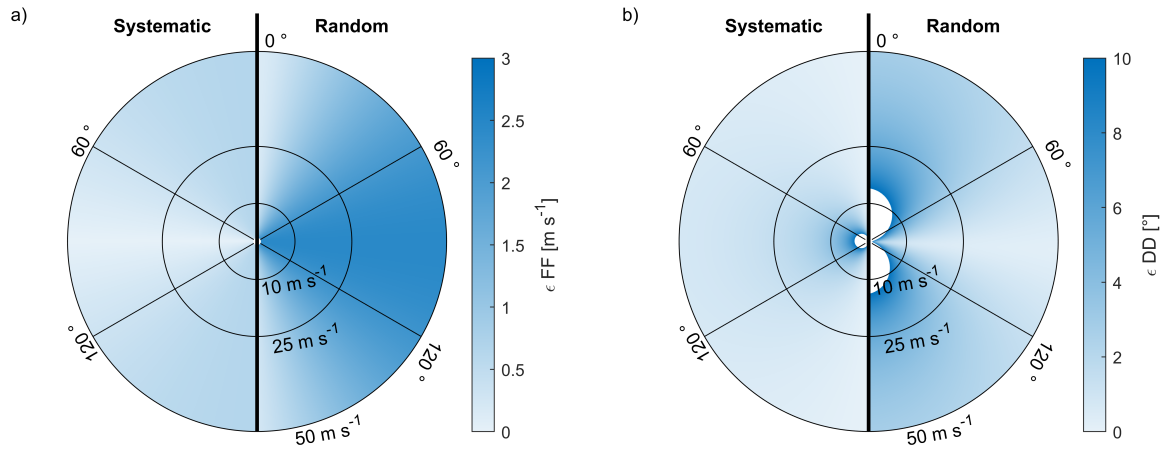 a)
Systematic
Random
0 °
60 °
60 °
120 °
120 °
10 m s-1
25 m s-1
50 m s-1
3
2.5
2
1.5
1
0.5
0
ϵ FF [m s-1]
b)
Systematic
Random
0 °
60 °
60 °
120 °
120 °
10 m s-1
25 m s-1
50 m s-1
10
8
6
4
2
0
ϵ DD [°]